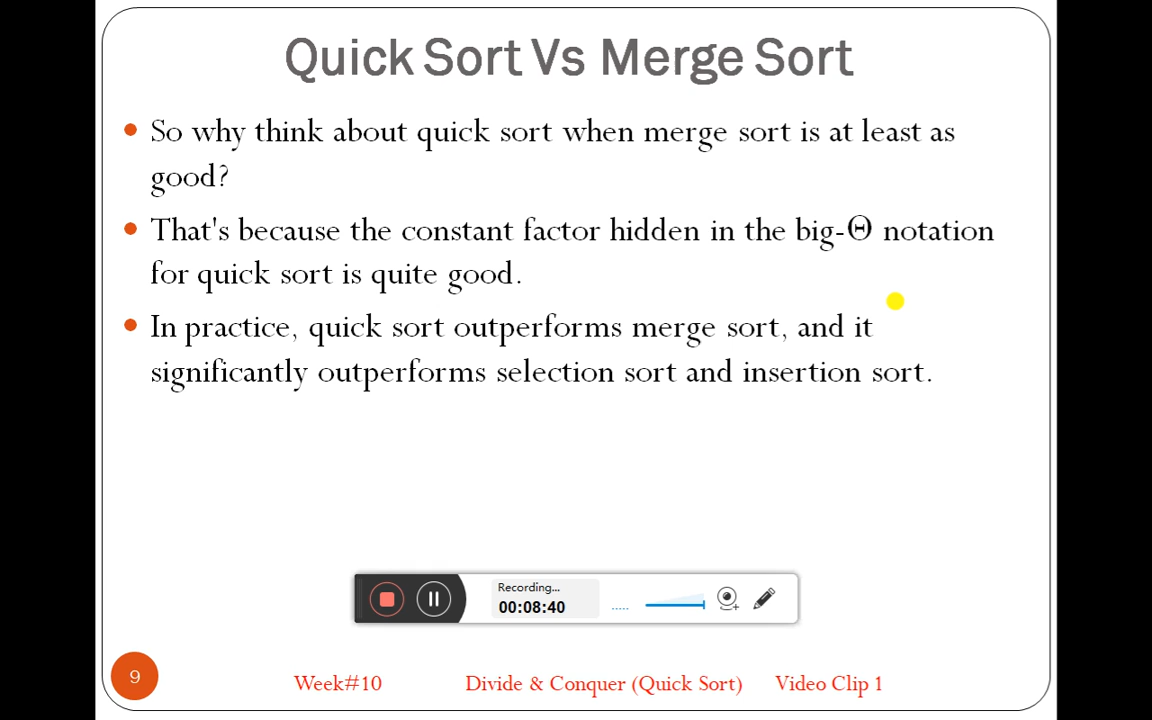 Quick Sort Vs Merge Sort
So why think about quick sort when merge sort is at least as
good?
That's because the constant factor hidden in the big-Θ notation
for quick sort is quite good.
In practice, quick sort outperforms merge sort, and it
significantly outperforms selection sort and insertion sort.
Recording...
00:08:40
9
Week#10 Divide & Conquer (Quick Sort) Video Clip 1